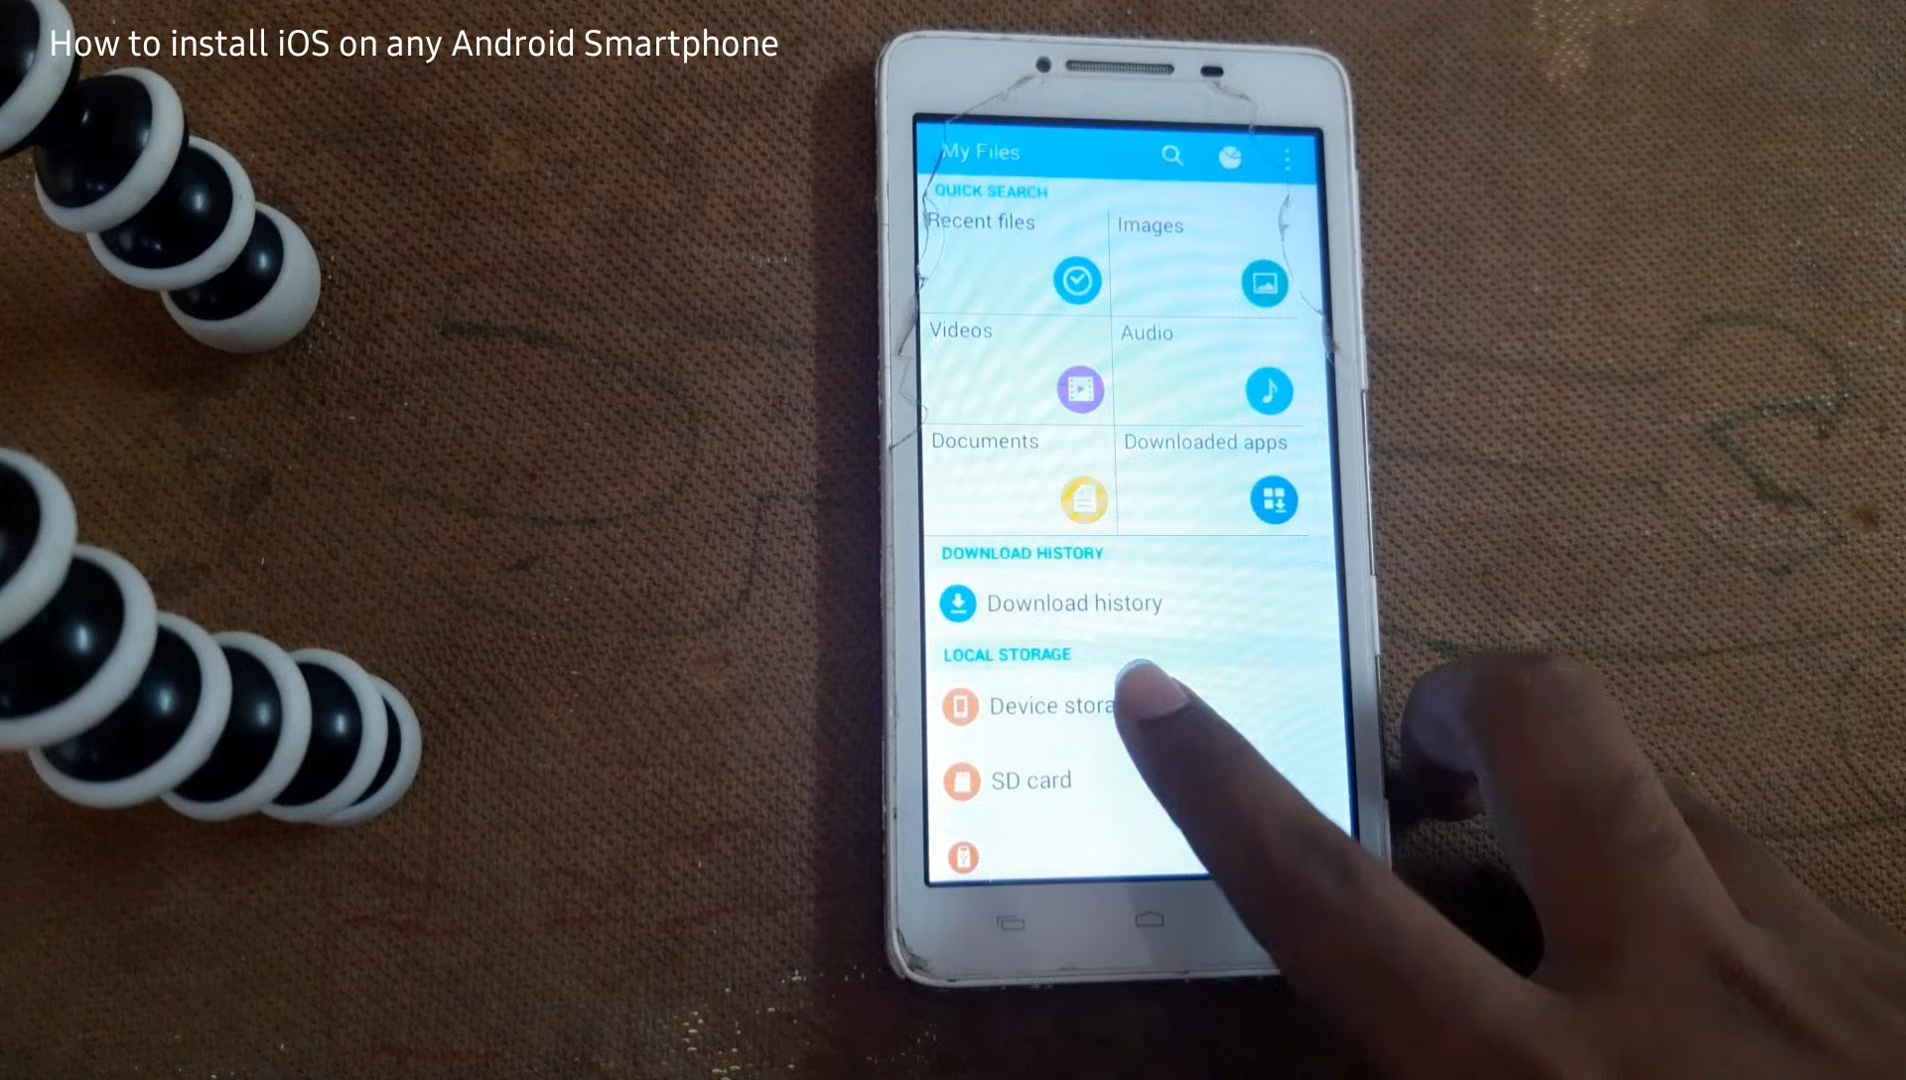 How to install iOS on any Android Smartphone
My Files
QUICK SEARCH
Recent files
Images
Videos
Audio
Documents
Downloaded apps
DOWNLOAD HISTORY
Download history
LOCAL STORAGE
Device stora
SD card